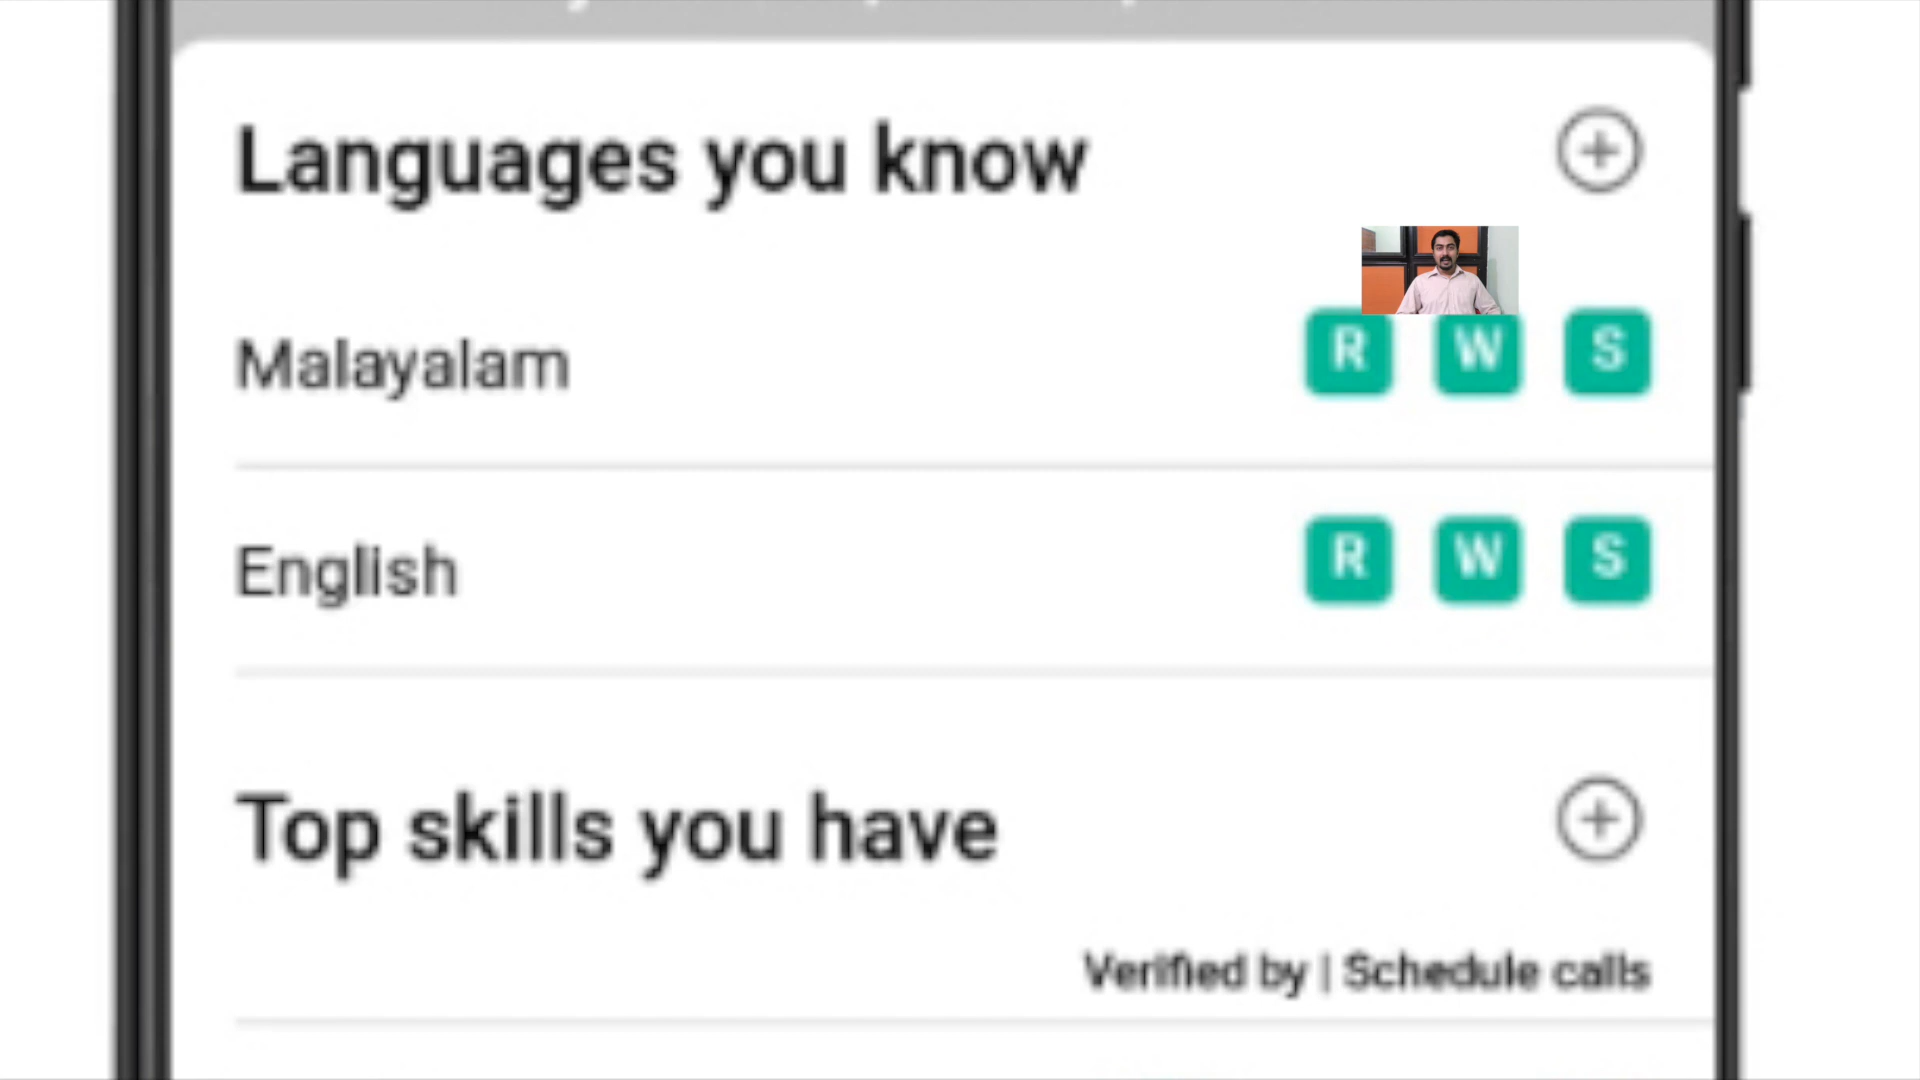 Languages you know
Malayalam R W S
English R W S
Top skills you have
Verified by | Schedule calls